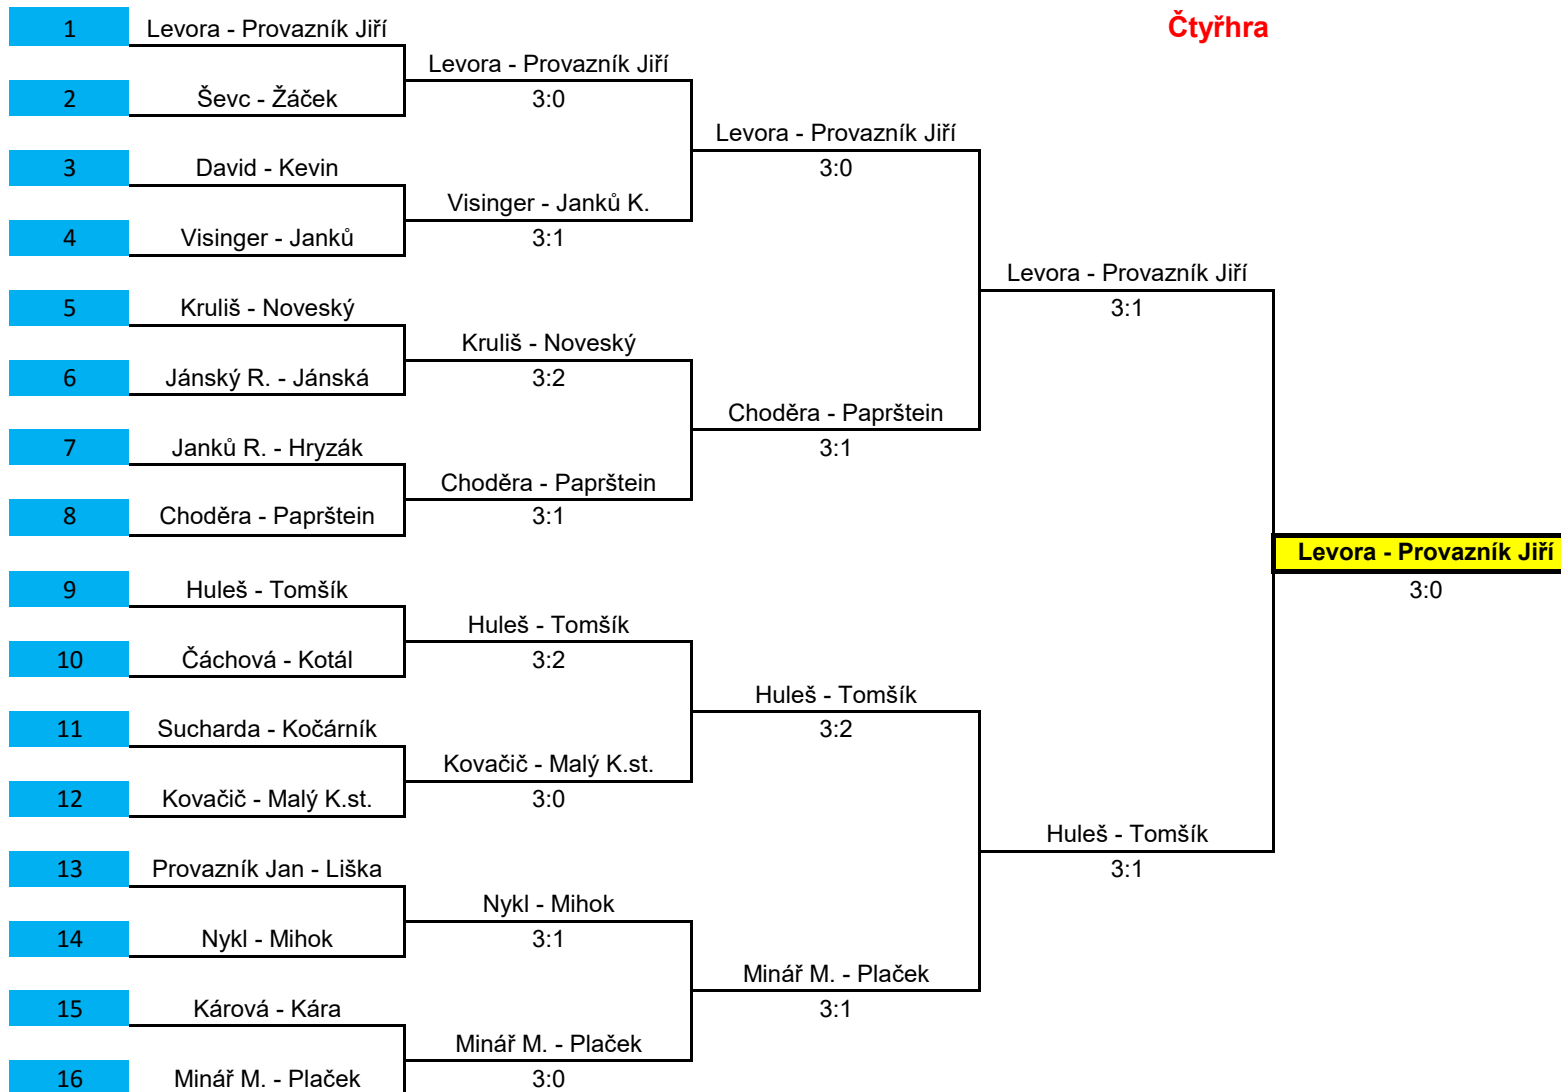 Čtyřhra
1 Levora - Provazník Jiří
Levora - Provazník Jiří
2 Ševc - Žáček 3:0
Levora - Provazník Jiří
3 David - Kevin 3:0
Visinger - Janků K.
4 Visinger - Janků 3:1
Levora - Provazník Jiří
5 Kruliš - Noveský 3:1
Kruliš - Noveský
6 Jánský R. - Jánská 3:2
Choděra - Paprštein
7 Janků R. - Hryzák 3:1
Choděra - Paprštein
8 Choděra - Paprštein 3:1
Levora - Provazník Jiří
9 Huleš - Tomšík 3:0
Huleš - Tomšík
10 Čáchová - Kotál 3:2
Huleš - Tomšík
11 Sucharda - Kočárník 3:2
Kovačič - Malý K.st.
12 Kovačič - Malý K.st. 3:0
Huleš - Tomšík
13 Provazník Jan - Liška 3:1
Nykl - Mihok
14 Nykl - Mihok 3:1
Minář M. - Plaček
15 Kárová - Kára 3:1
Minář M. - Plaček
16 Minář M. - Plaček 3:0